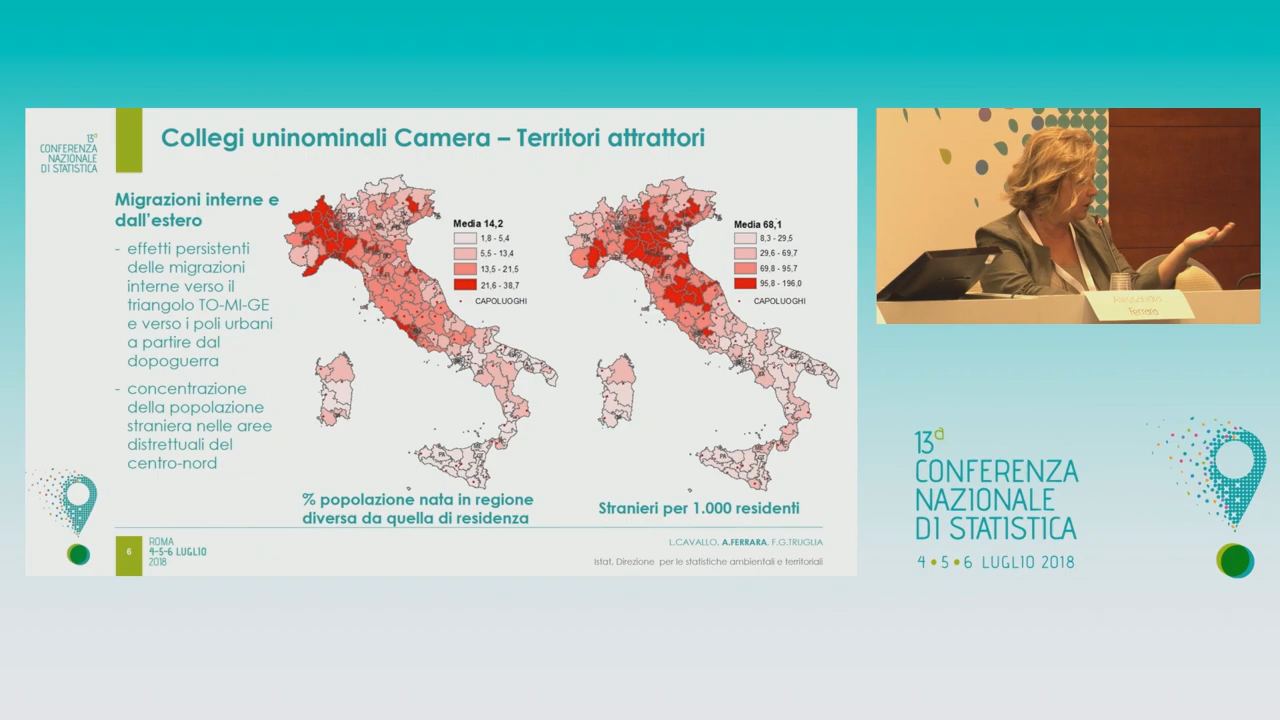 13ª
CONFERENZA
NAZIONALE
DI STATISTICA
Collegi uninominali Camera – Territori attrattori
Migrazioni interne e
dall'estero
- effetti persistenti
delle migrazioni
interne verso il
triangolo TO-MI-GE
e verso i poli urbani
a partire dal
dopoguerra
- concentrazione
della popolazione
straniera nelle aree
distrettuali del
centro-nord
Media 14,2
1,8 - 5,4
5,5 - 13,4
13,5 - 21,5
21,6 - 38,7
CAPOLUOGHI
% popolazione nata in regione
diversa da quella di residenza
Media 68,1
8,3 - 29,5
29,6 - 69,7
69,8 - 95,7
95,8 - 196,0
CAPOLUOGHI
Stranieri per 1.000 residenti
6
ROMA
4-5-6 LUGLIO
2018
L.CAVALLO, A.FERRARA, F.G.TRUGLIA
Istat, Direzione per le statistiche ambientali e territoriali
Ferrara
13ª
CONFERENZA
NAZIONALE
DI STATISTICA
4 • 5 • 6 LUGLIO 2018